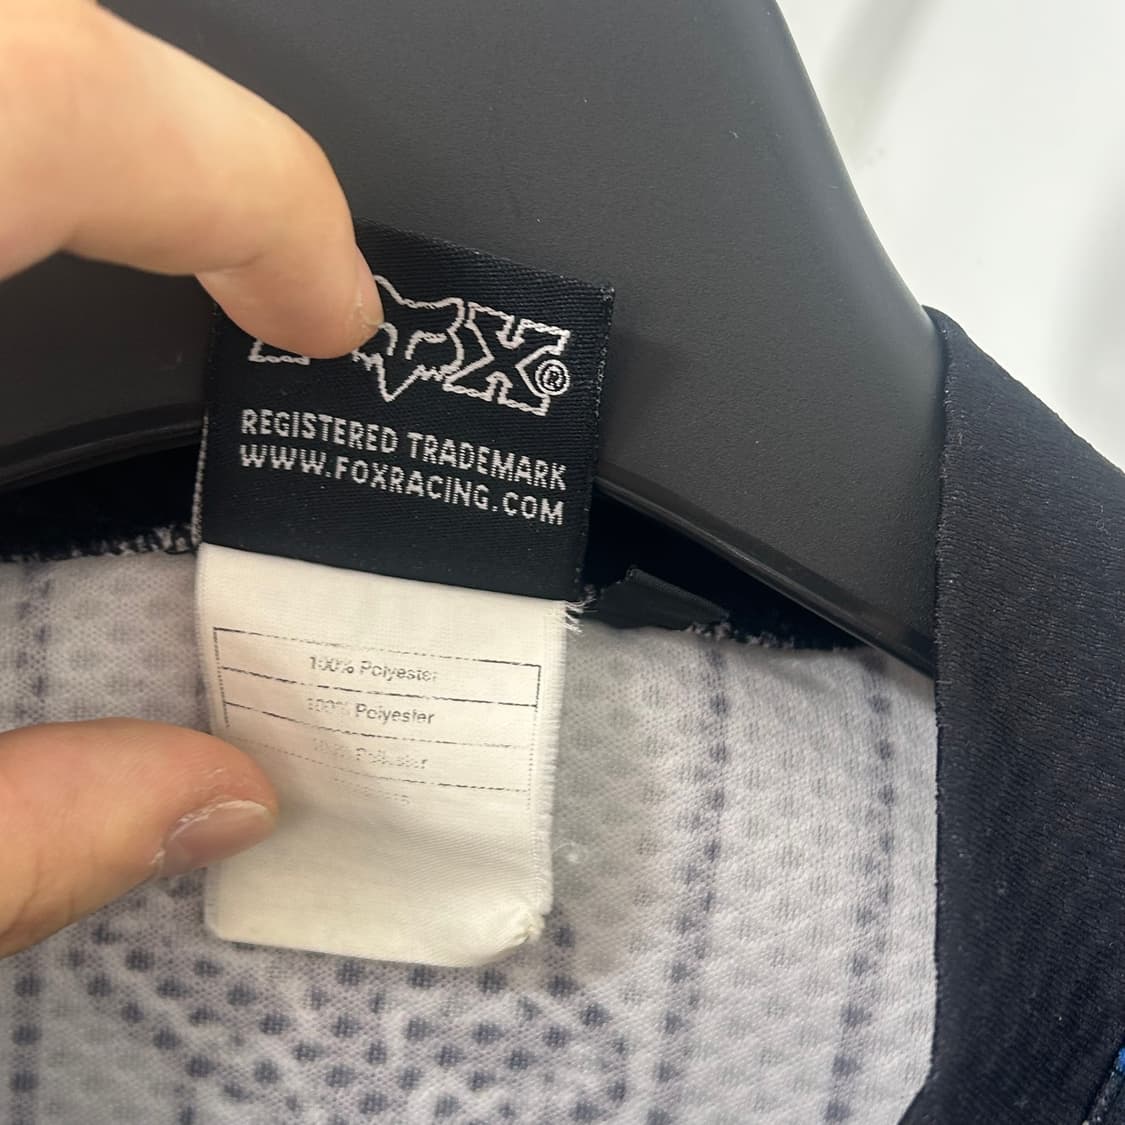 FOX®
REGISTERED TRADEMARK
WWW.FOXRACING.COM
100% Polyester
100% Polyester